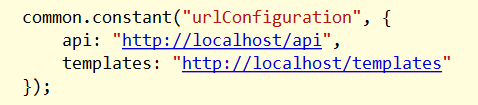 common.constant("urlConfiguration", {
    api: "http://localhost/api",
    templates: "http://localhost/templates"
});